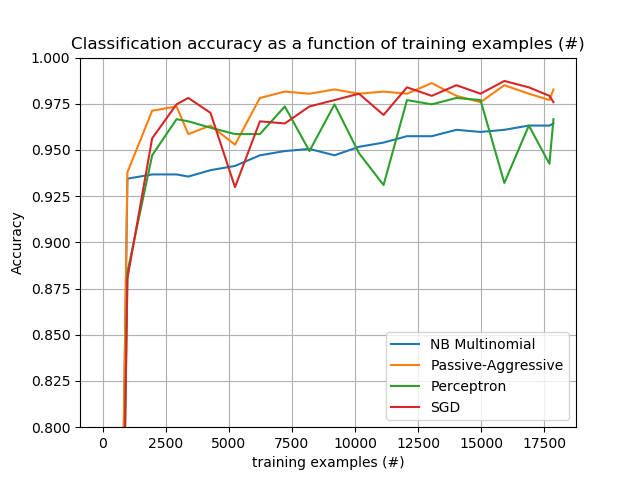 Classification accuracy as a function of training examples (#)
1.000
0.975
0.950
0.925
0.900
0.875
0.850
0.825
0.800
Accuracy
NB Multinomial
Passive-Aggressive
Perceptron
SGD
0 2500 5000 7500 10000 12500 15000 17500
training examples (#)